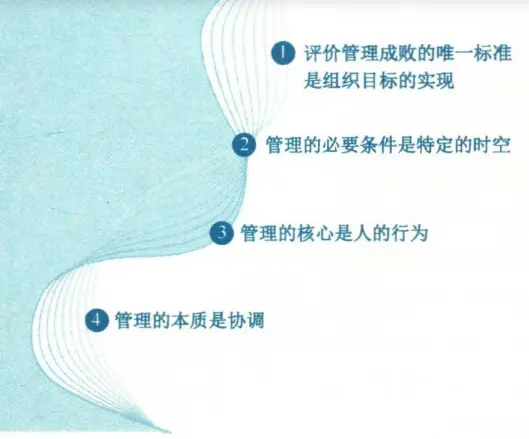 1 评价管理成败的唯一标准
是组织目标的实现
2 管理的必要条件是特定的时空
3 管理的核心是人的行为
4 管理的本质是协调